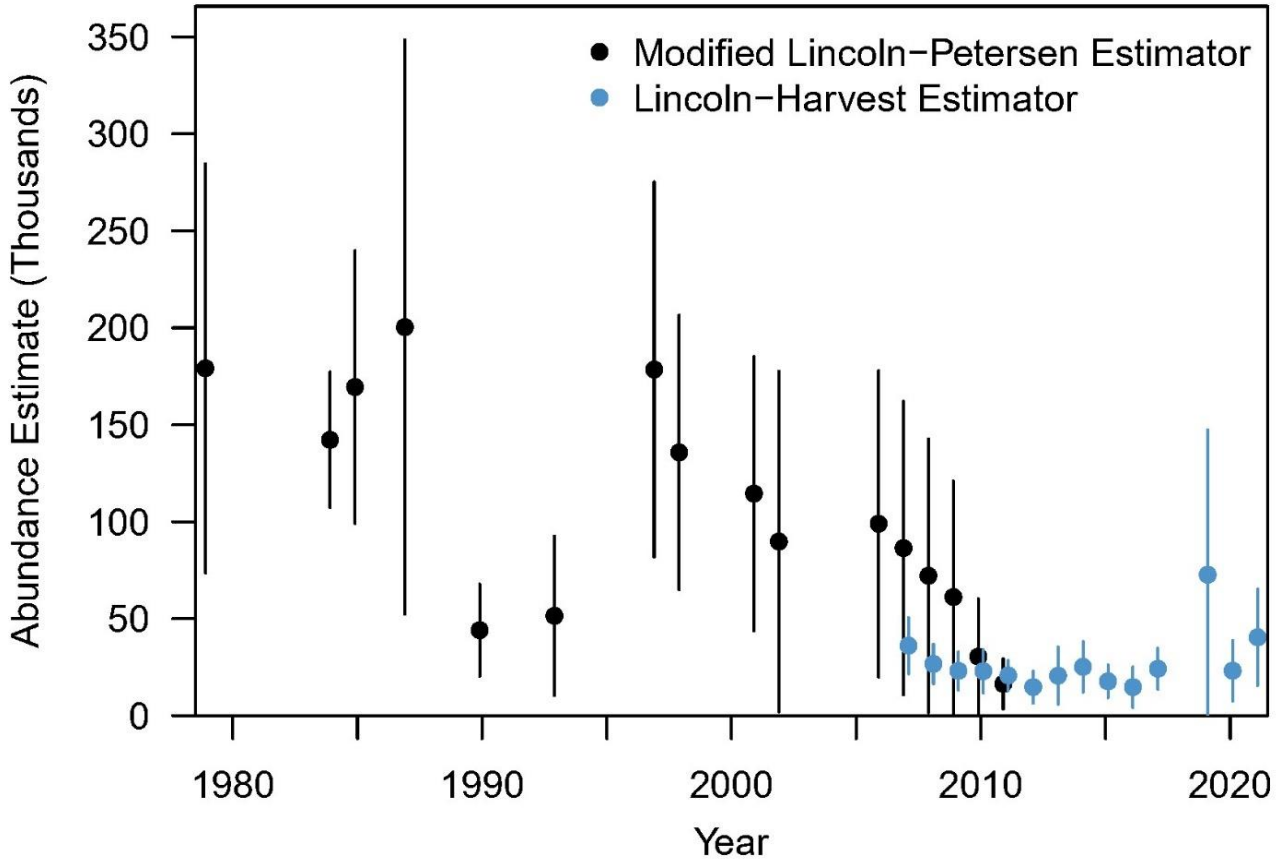 Modified Lincoln−Petersen Estimator
Lincoln−Harvest Estimator
Abundance Estimate (Thousands)
350
300
250
200
150
100
50
0
1980 1990 2000 2010 2020
Year